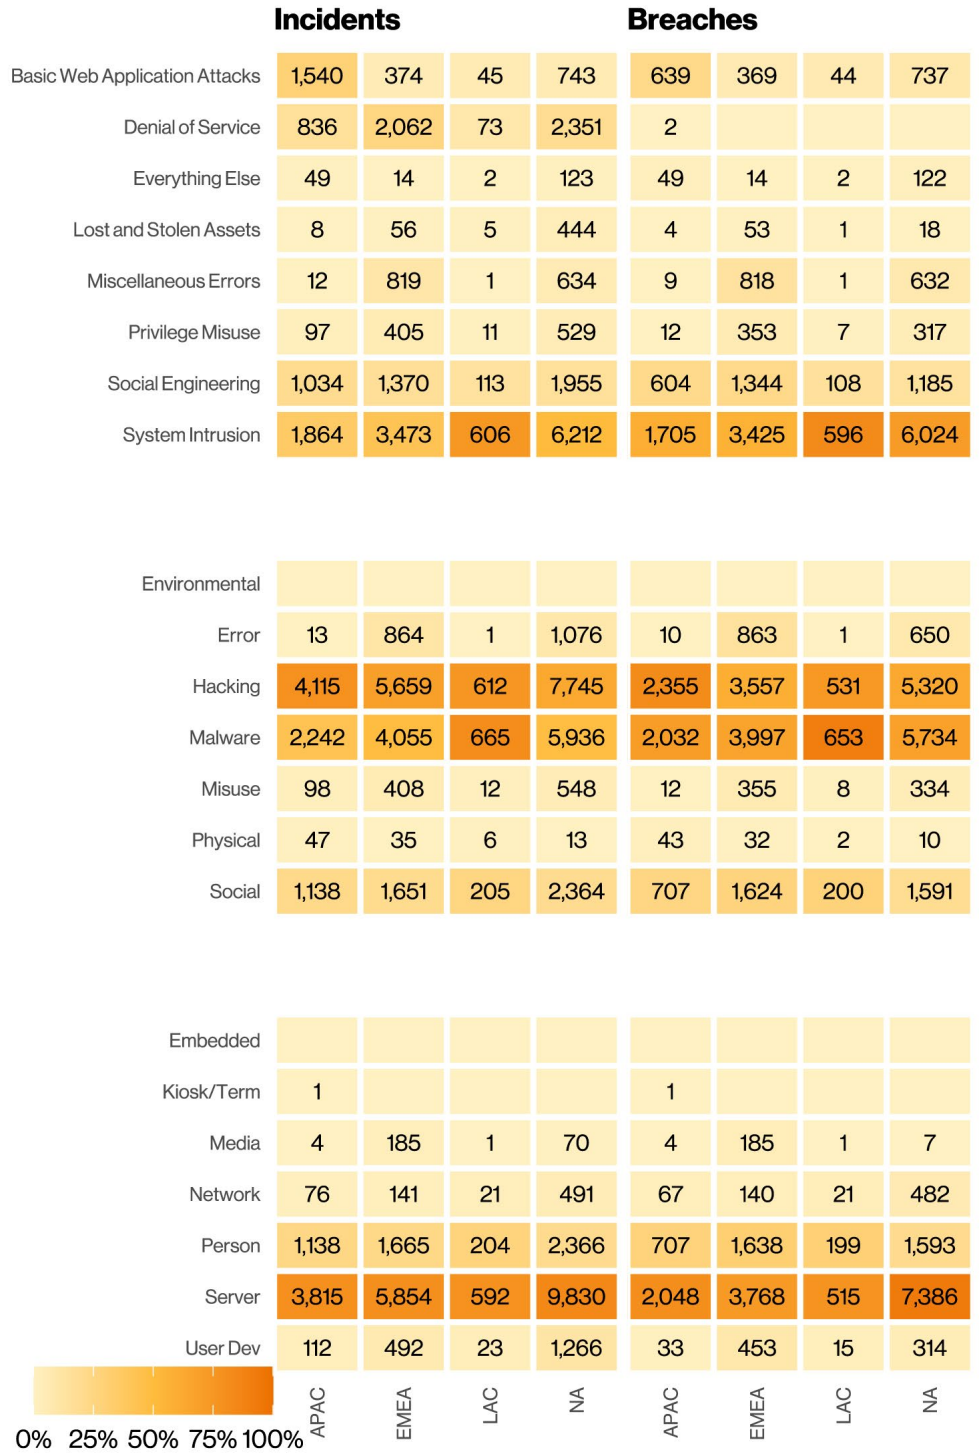 Incidents Breaches
Basic Web Application Attacks 1,540 374 45 743 639 369 44 737
Denial of Service 836 2,062 73 2,351 2
Everything Else 49 14 2 123 49 14 2 122
Lost and Stolen Assets 8 56 5 444 4 53 1 18
Miscellaneous Errors 12 819 1 634 9 818 1 632
Privilege Misuse 97 405 11 529 12 353 7 317
Social Engineering 1,034 1,370 113 1,955 604 1,344 108 1,185
System Intrusion 1,864 3,473 606 6,212 1,705 3,425 596 6,024
Environmental
Error 13 864 1 1,076 10 863 1 650
Hacking 4,115 5,659 612 7,745 2,355 3,557 531 5,320
Malware 2,242 4,055 665 5,936 2,032 3,997 653 5,734
Misuse 98 408 12 548 12 355 8 334
Physical 47 35 6 13 43 32 2 10
Social 1,138 1,651 205 2,364 707 1,624 200 1,591
Embedded
Kiosk/Term 1 1
Media 4 185 1 70 4 185 1 7
Network 76 141 21 491 67 140 21 482
Person 1,138 1,665 204 2,366 707 1,638 199 1,593
Server 3,815 5,854 592 9,830 2,048 3,768 515 7,386
User Dev 112 492 23 1,266 33 453 15 314
APAC EMEA LAC NA APAC EMEA LAC NA
0% 25% 50% 75% 100%